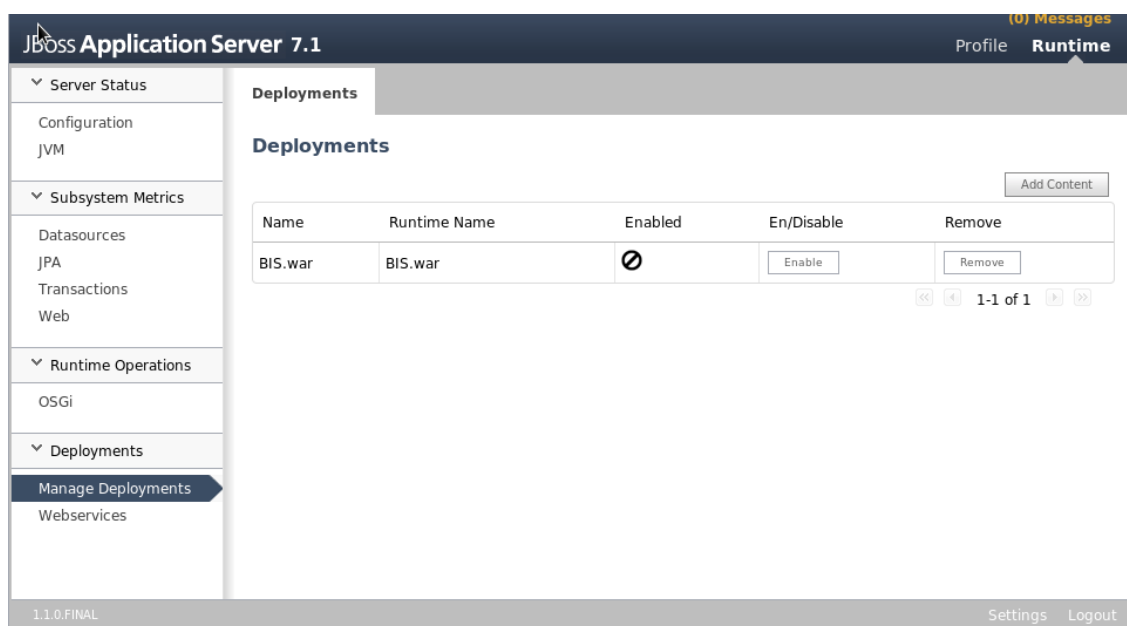 (0) Messages
JBoss Application Server 7.1
Profile Runtime
Server Status
Configuration
JVM
Subsystem Metrics
Datasources
JPA
Transactions
Web
Runtime Operations
OSGi
Deployments
Manage Deployments
Webservices
Deployments
Deployments
Add Content
Name Runtime Name Enabled En/Disable Remove
BIS.war BIS.war Enable Remove
1-1 of 1
1.1.0.FINAL
Settings Logout